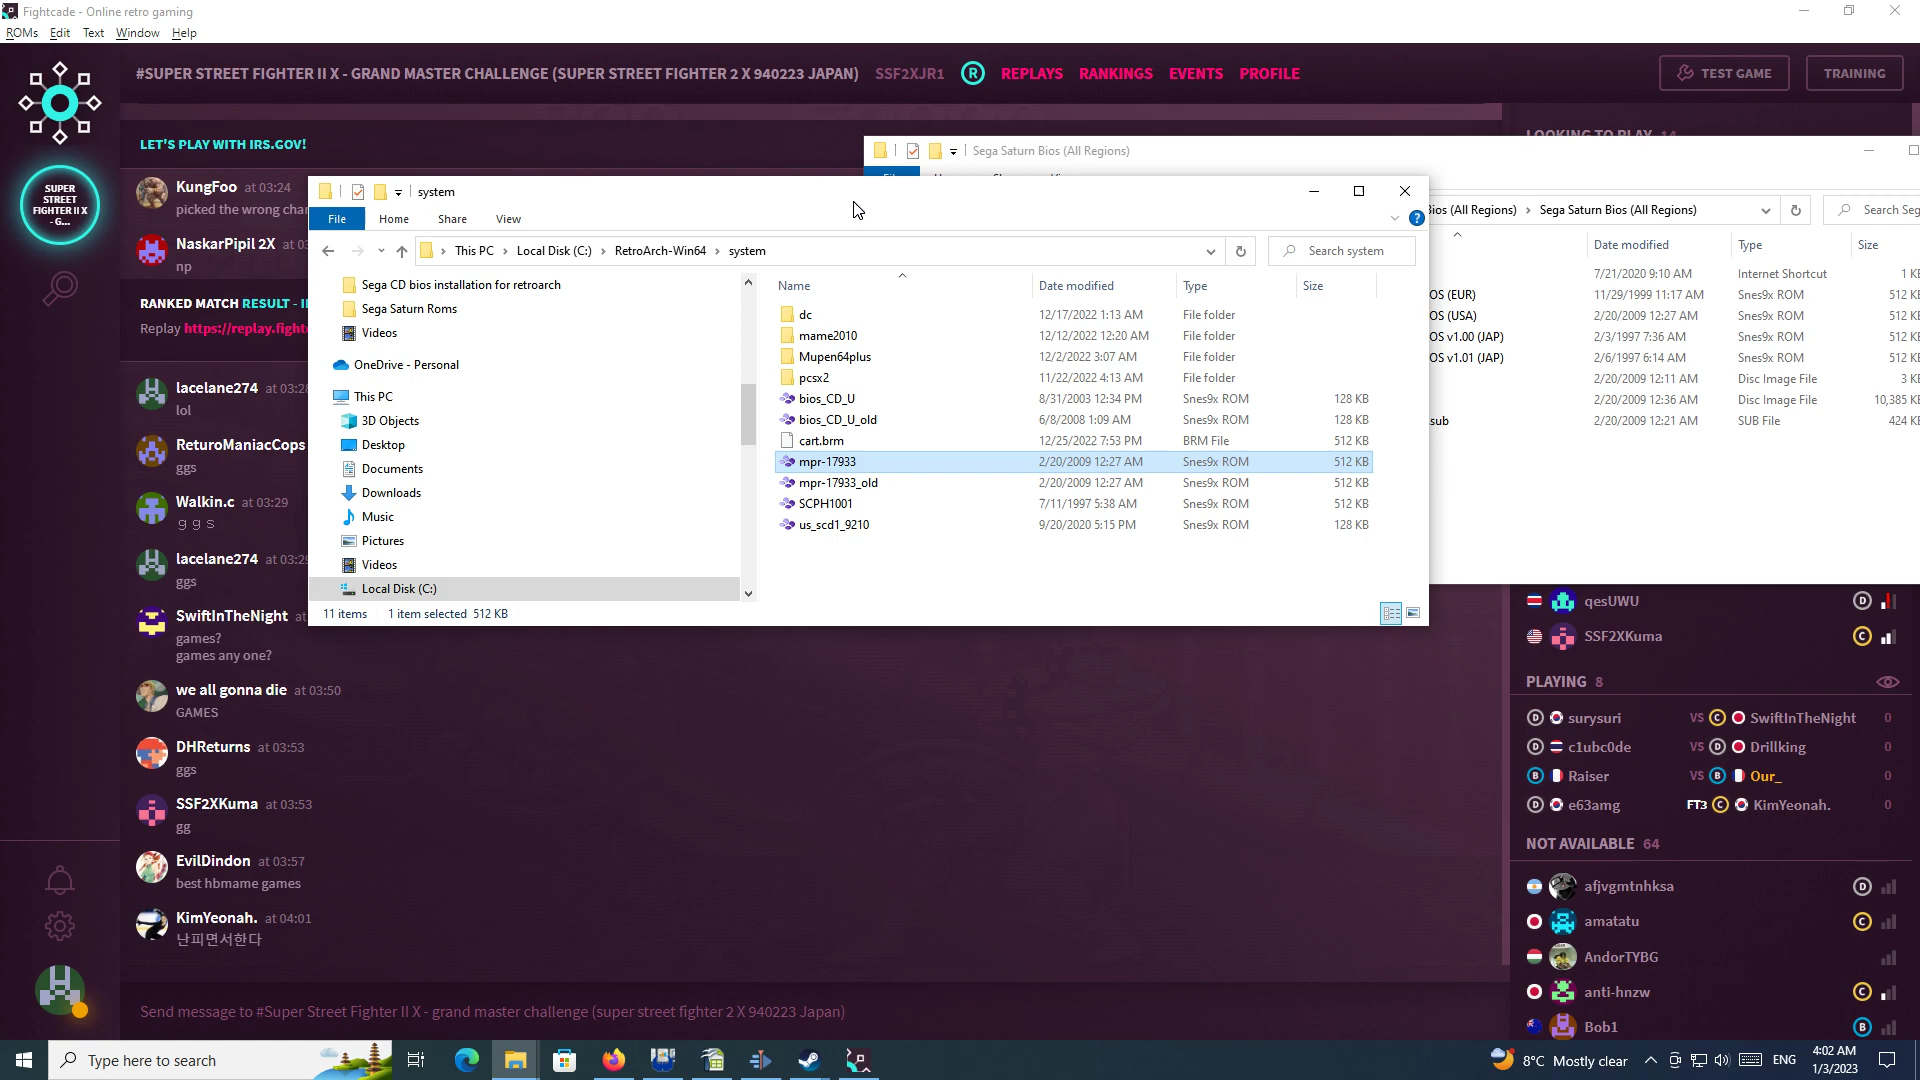 Fightcade - Online retro gaming
ROMs Edit Text Window Help
#SUPER STREET FIGHTER II X - GRAND MASTER CHALLENGE (SUPER STREET FIGHTER 2 X 940223 JAPAN) SSF2XJR1 R REPLAYS RANKINGS EVENTS PROFILE TEST GAME TRAINING
SUPER
STREET
FIGHTER II X
- G...
LET'S PLAY WITH IRS.GOV!
KungFoo at 03:24
picked the wrong char
NaskarPipil 2X at 03
np
RANKED MATCH RESULT - I
Replay https://replay.fight
lacelane274 at 03:28
lol
ReturoManiacCops
ggs
Walkin.c at 03:29
ｇｇｓ
lacelane274 at 03:29
ggs
SwiftInTheNight at
games?
games any one?
we all gonna die at 03:50
GAMES
DHReturns at 03:53
ggs
SSF2XKuma at 03:53
gg
EvilDindon at 03:57
best hbmame games
KimYeonah. at 04:01
난피면서한다
Send message to #Super Street Fighter II X - grand master challenge (super street fighter 2 X 940223 Japan)
system
File Home Share View
This PC Local Disk (C:) RetroArch-Win64 system Search system
Sega CD bios installation for retroarch
Sega Saturn Roms
Videos
OneDrive - Personal
This PC
3D Objects
Desktop
Documents
Downloads
Music
Pictures
Videos
Local Disk (C:)
Name Date modified Type Size
dc 12/17/2022 1:13 AM File folder
mame2010 12/12/2022 12:20 AM File folder
Mupen64plus 12/2/2022 3:07 AM File folder
pcsx2 11/22/2022 4:13 AM File folder
bios_CD_U 8/31/2003 12:34 PM Snes9x ROM 128 KB
bios_CD_U_old 6/8/2008 1:09 AM Snes9x ROM 128 KB
cart.brm 12/25/2022 7:53 PM BRM File 512 KB
mpr-17933 2/20/2009 12:27 AM Snes9x ROM 512 KB
mpr-17933_old 2/20/2009 12:27 AM Snes9x ROM 512 KB
SCPH1001 7/11/1997 5:38 AM Snes9x ROM 512 KB
us_scd1_9210 9/20/2020 5:15 PM Snes9x ROM 128 KB
11 items 1 item selected 512 KB
Sega Saturn Bios (All Regions)
ios (All Regions) Sega Saturn Bios (All Regions) Search Seg
Date modified Type Size
7/21/2020 9:10 AM Internet Shortcut 1 K
OS (EUR) 11/29/1999 11:17 AM Snes9x ROM 512 K
OS (USA) 2/20/2009 12:27 AM Snes9x ROM 512 K
OS v1.00 (JAP) 2/3/1997 7:36 AM Snes9x ROM 512 K
OS v1.01 (JAP) 2/6/1997 6:14 AM Snes9x ROM 512 K
2/20/2009 12:11 AM Disc Image File 3 K
2/20/2009 12:36 AM Disc Image File 10,385 K
sub 2/20/2009 12:21 AM SUB File 424 K
qesUWU D
SSF2XKuma C
PLAYING 8
D surysuri VS C SwiftInTheNight 0
D c1ubc0de VS D Drillking 0
B Raiser VS B Our_ 0
D e63amg FT3 C KimYeonah. 0
NOT AVAILABLE 64
afjvgmtnhksa D
amatatu C
AndorTYBG
anti-hnzw C
Bob1 B
Type here to search
8°C Mostly clear ENG
4:02 AM
1/3/2023